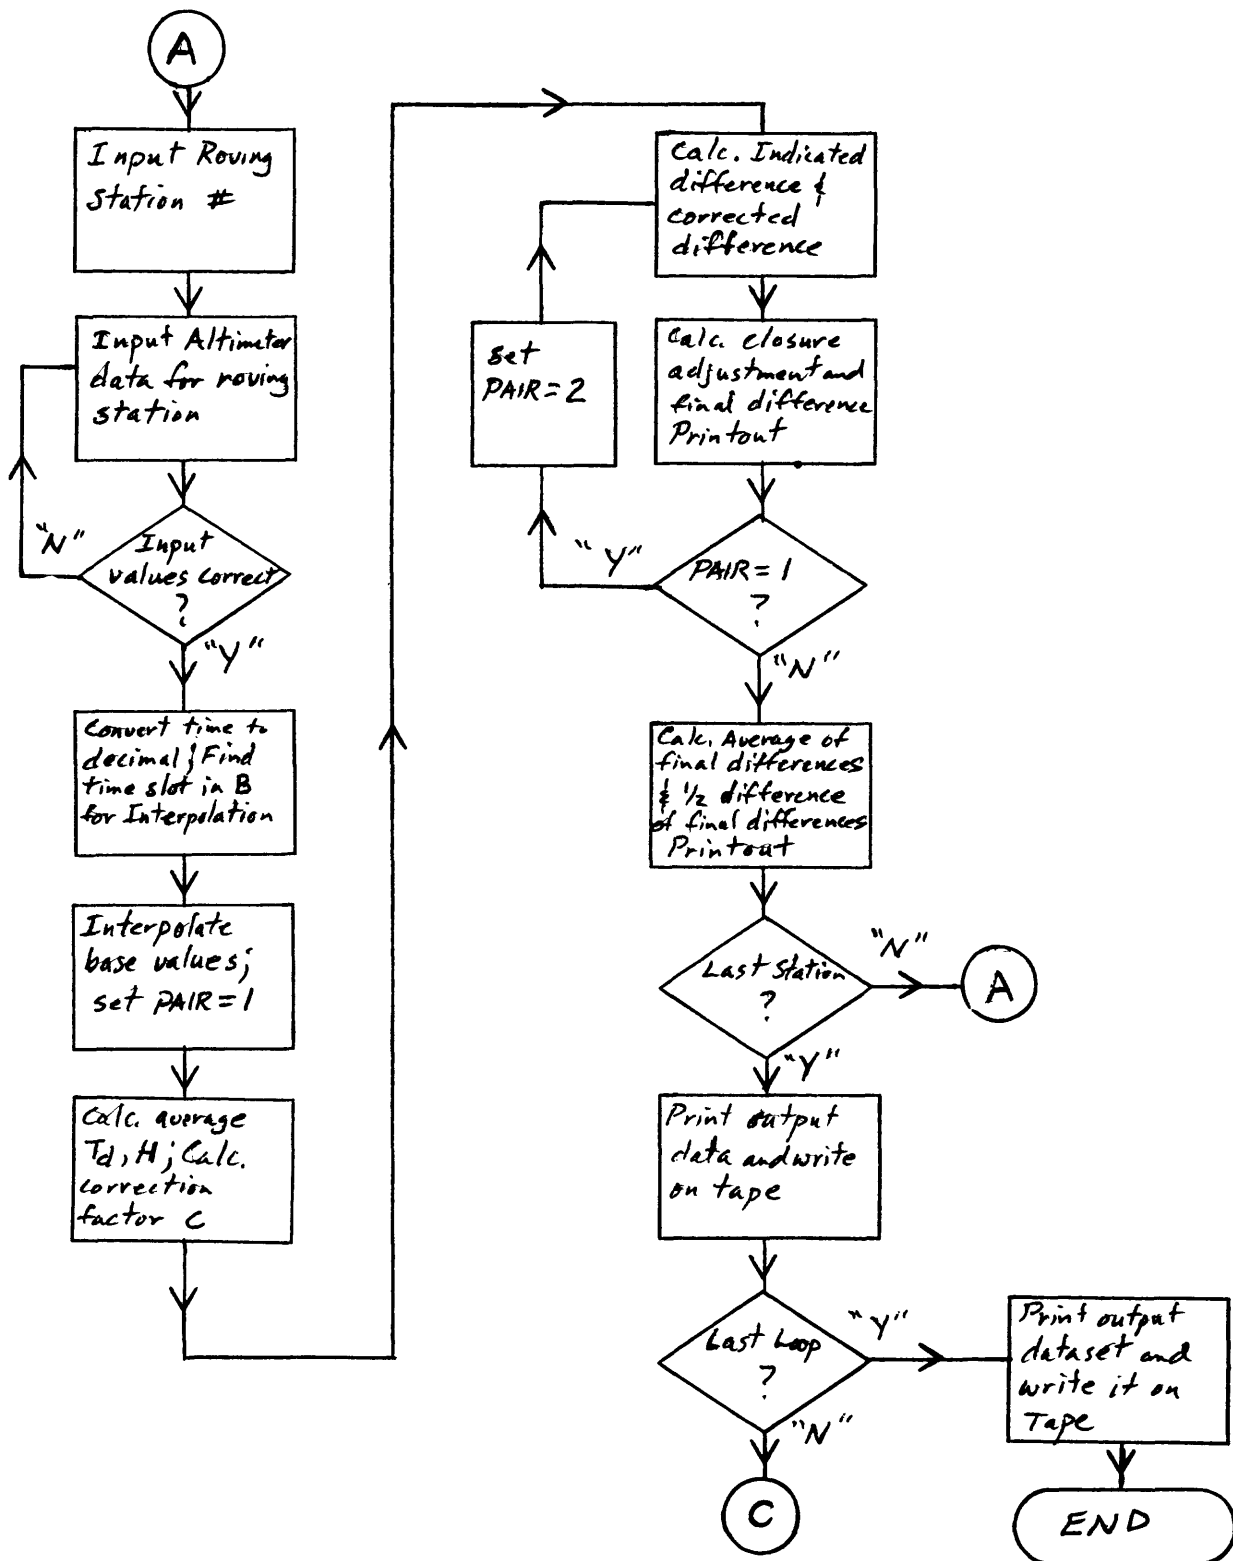 A
Input Roving
Station #
Input Altimeter
data for roving
station
"N"
Input
values correct
?
"Y"
Convert time to
decimal; Find
time slot in B
for Interpolation
Interpolate
base values;
set PAIR = 1
Calc. average
Td, H; Calc.
correction
factor C
Calc. Indicated
difference &
corrected
difference
set
PAIR = 2
Calc. closure
adjustment and
final difference
Printout
"Y"
PAIR = 1
?
"N"
Calc. Average of
final differences
& 1/2 difference
of final differences
Printout
Last Station
?
"N"
A
"Y"
Print output
data and write
on tape
Last Loop
?
"Y"
Print output
dataset and
write it on
Tape
"N"
C
END